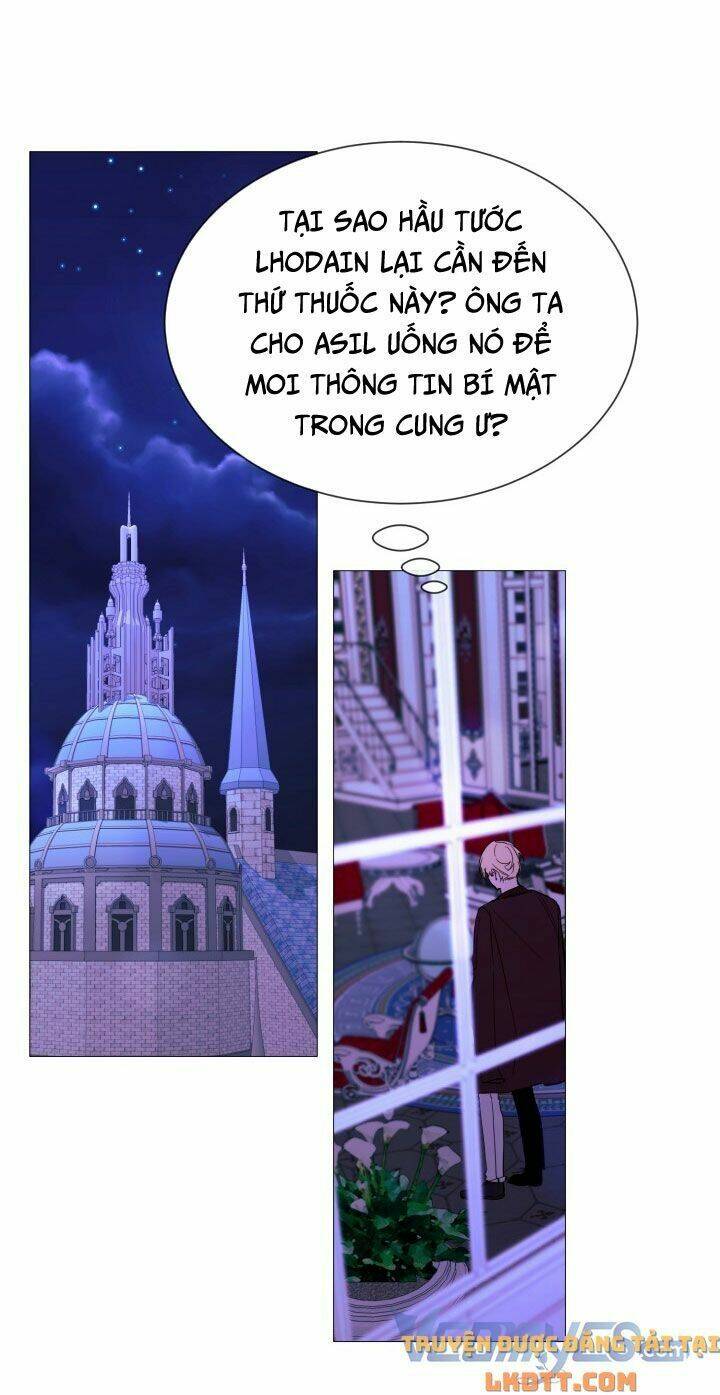 TẠI SAO HẦU TƯỚC
LHODAIN LẠI CẦN ĐẾN
THỨ THUỐC NÀY? ÔNG TA
CHO ASIL UỐNG NÓ ĐỂ
MOI THÔNG TIN BÍ MẬT
TRONG CUNG Ư?
TRUYỆN ĐƯỢC ĐĂNG TẢI TẠI
LKDTT.COM